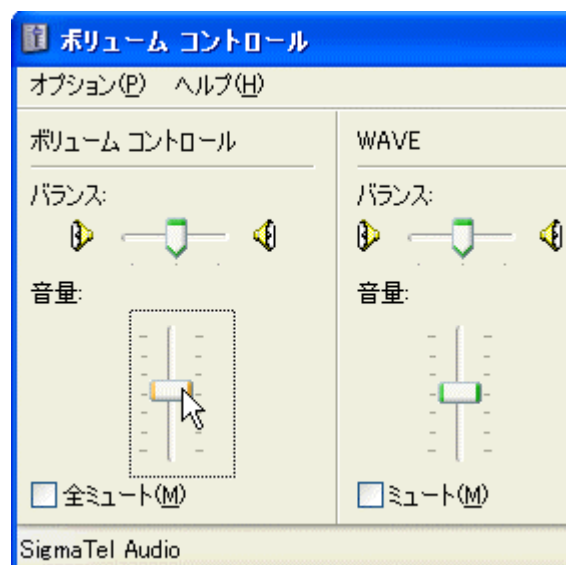 ボリューム コントロール
オプション(P) ヘルプ(H)
ボリューム コントロール
バランス:
音量:
全ミュート(M)
WAVE
バランス:
音量:
ミュート(M)
SigmaTel Audio